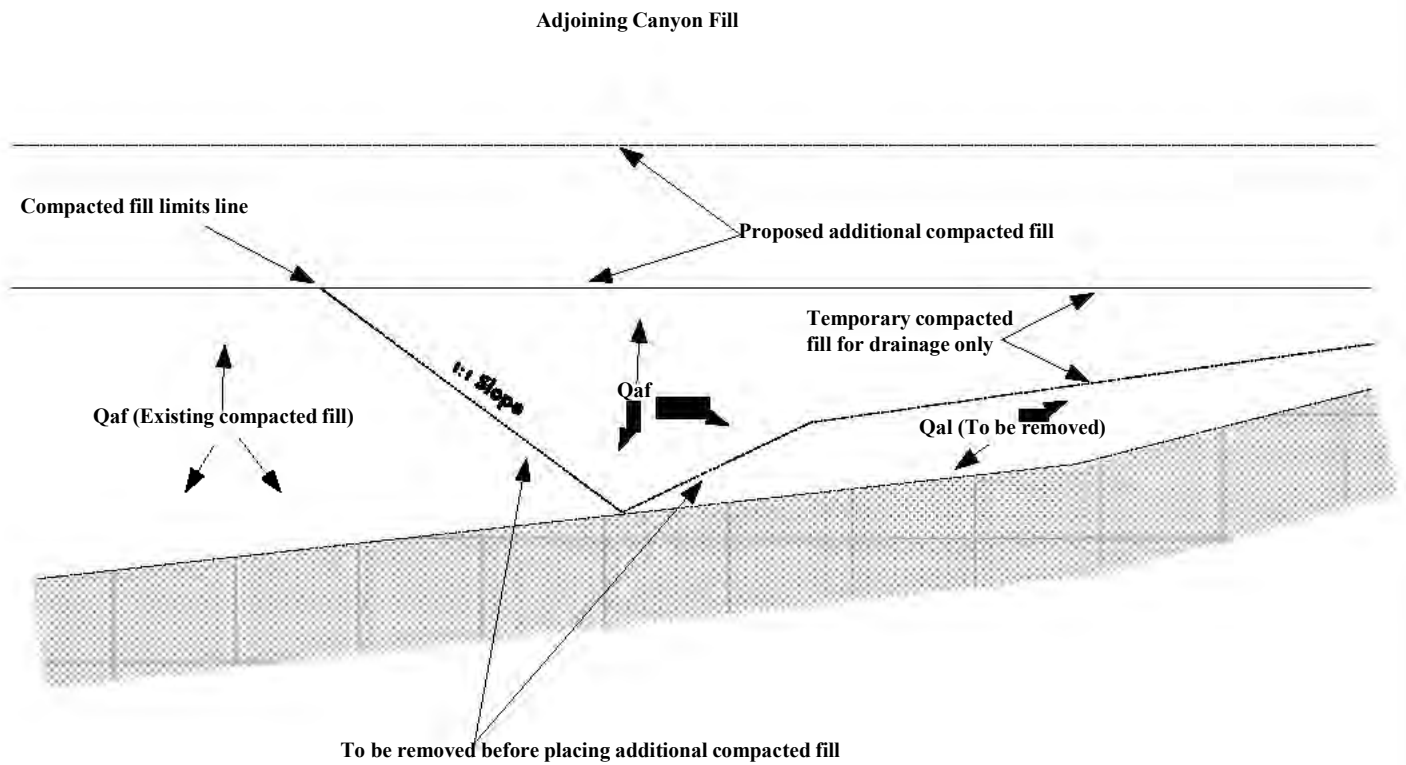 Adjoining Canyon Fill
Compacted fill limits line
Proposed additional compacted fill
Temporary compacted
fill for drainage only
1:1 Slope
Qaf
Qaf (Existing compacted fill)
Qal (To be removed)
To be removed before placing additional compacted fill